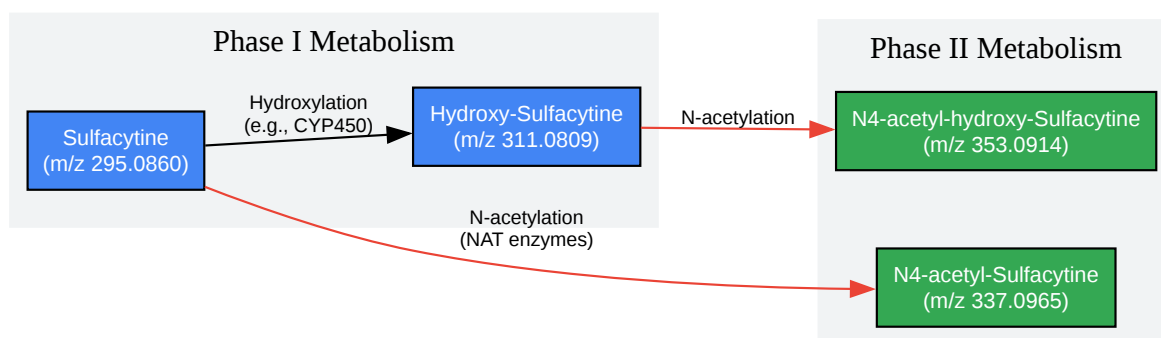 Phase I Metabolism
Phase II Metabolism
Sulfacytine
(m/z 295.0860)
Hydroxylation
(e.g., CYP450)
Hydroxy-Sulfacytine
(m/z 311.0809)
N-acetylation
N4-acetyl-hydroxy-Sulfacytine
(m/z 353.0914)
N-acetylation
(NAT enzymes)
N4-acetyl-Sulfacytine
(m/z 337.0965)